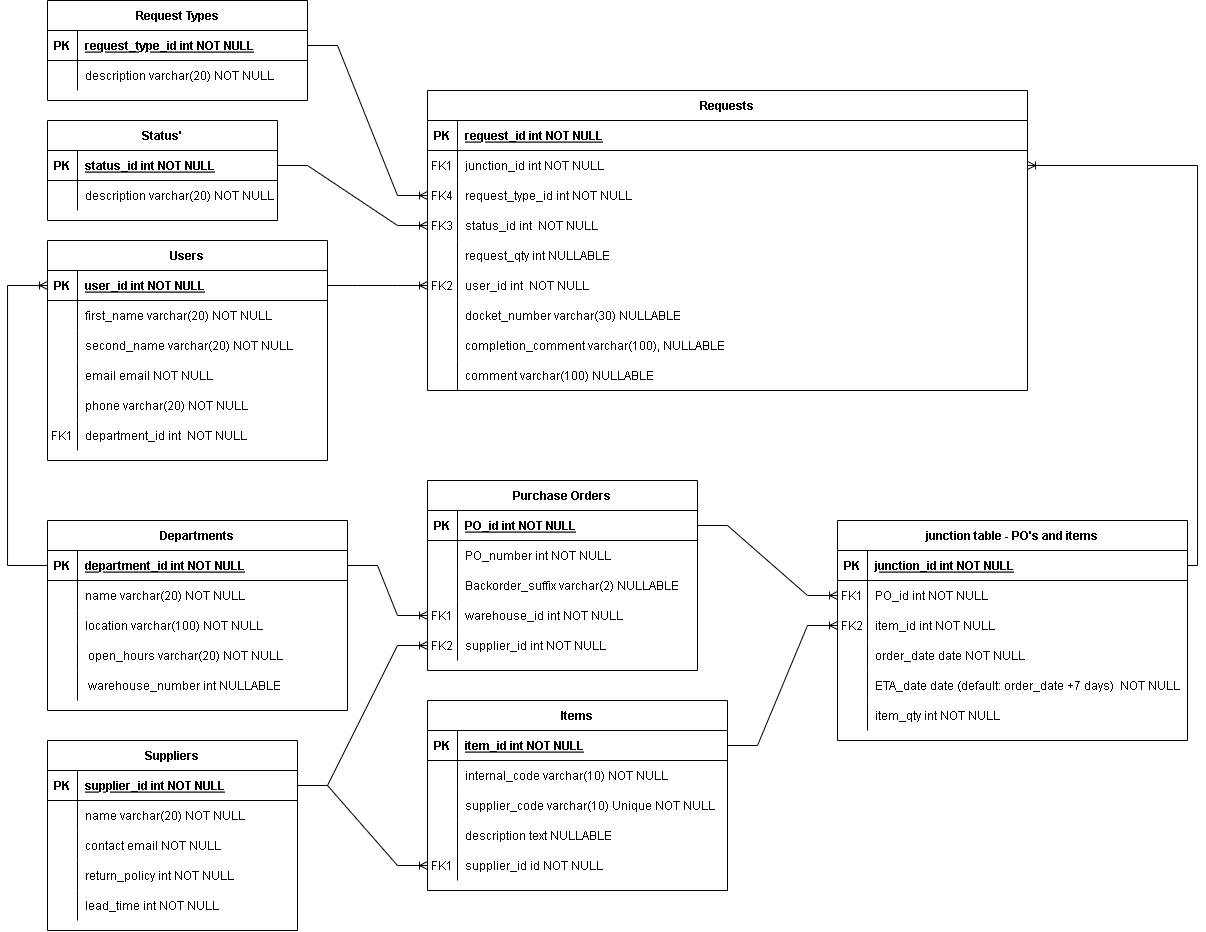 Request Types
PK request_type_id int NOT NULL
description varchar(20) NOT NULL
Status'
PK status_id int NOT NULL
description varchar(20) NOT NULL
Users
PK user_id int NOT NULL
first_name varchar(20) NOT NULL
second_name varchar(20) NOT NULL
email email NOT NULL
phone varchar(20) NOT NULL
FK1 department_id int  NOT NULL
Requests
PK request_id int NOT NULL
FK1 junction_id int NOT NULL
FK4 request_type_id int NOT NULL
FK3 status_id int  NOT NULL
request_qty int NULLABLE
FK2 user_id int  NOT NULL
docket_number varchar(30) NULLABLE
completion_comment varchar(100), NULLABLE
comment varchar(100) NULLABLE
Departments
PK department_id int NOT NULL
name varchar(20) NOT NULL
location varchar(100) NOT NULL
open_hours varchar(20) NOT NULL
warehouse_number int NULLABLE
Purchase Orders
PK PO_id int NOT NULL
PO_number int NOT NULL
Backorder_suffix varchar(2) NULLABLE
FK1 warehouse_id int NOT NULL
FK2 supplier_id int NOT NULL
junction table - PO's and items
PK junction_id int NOT NULL
FK1 PO_id int NOT NULL
FK2 item_id int NOT NULL
order_date date NOT NULL
ETA_date date (default: order_date +7 days)  NOT NULL
item_qty int NOT NULL
Suppliers
PK supplier_id int NOT NULL
name varchar(20) NOT NULL
contact email NOT NULL
return_policy int NOT NULL
lead_time int NOT NULL
Items
PK item_id int NOT NULL
internal_code varchar(10) NOT NULL
supplier_code varchar(10) Unique NOT NULL
description text NULLABLE
FK1 supplier_id id NOT NULL